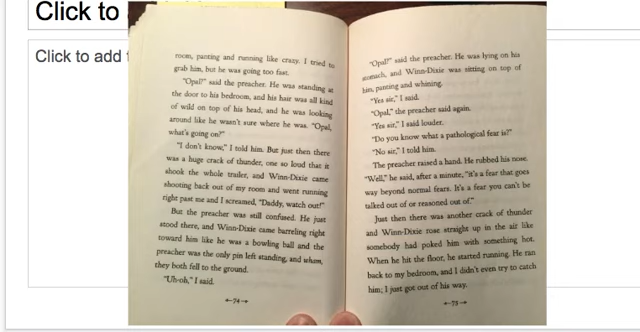 Click to
Click to add
room, panting and running like crazy. I tried to
grab him, but he was going too fast.
"Opal?" said the preacher. He was standing at
the door to his bedroom, and his hair was all kind
of wild on top of his head, and he was looking
around like he wasn't sure where he was. "Opal,
what's going on?"
"I don't know," I told him. But just then there
was a huge crack of thunder, one so loud that it
shook the whole trailer, and Winn-Dixie came
shooting back out of my room and went running
right past me and I screamed, "Daddy, watch out!"
But the preacher was still confused. He just
stood there, and Winn-Dixie came barreling right
toward him like he was a bowling ball and the
preacher was the only pin left standing, and wham,
they both fell to the ground.
"Uh-oh," I said.
74
"Opal?" said the preacher. He was lying on his
stomach, and Winn-Dixie was sitting on top of
him, panting and whining.
"Yes sir," I said.
"Opal," the preacher said again.
"Yes sir," I said louder.
"Do you know what a pathological fear is?"
"No sir," I told him.
The preacher raised a hand. He rubbed his nose.
"Well," he said, after a minute, "it's a fear that goes
way beyond normal fears. It's a fear you can't be
talked out of or reasoned out of."
Just then there was another crack of thunder
and Winn-Dixie rose straight up in the air like
somebody had poked him with something hot.
When he hit the floor, he started running. He ran
back to my bedroom, and I didn't even try to catch
him; I just got out of his way.